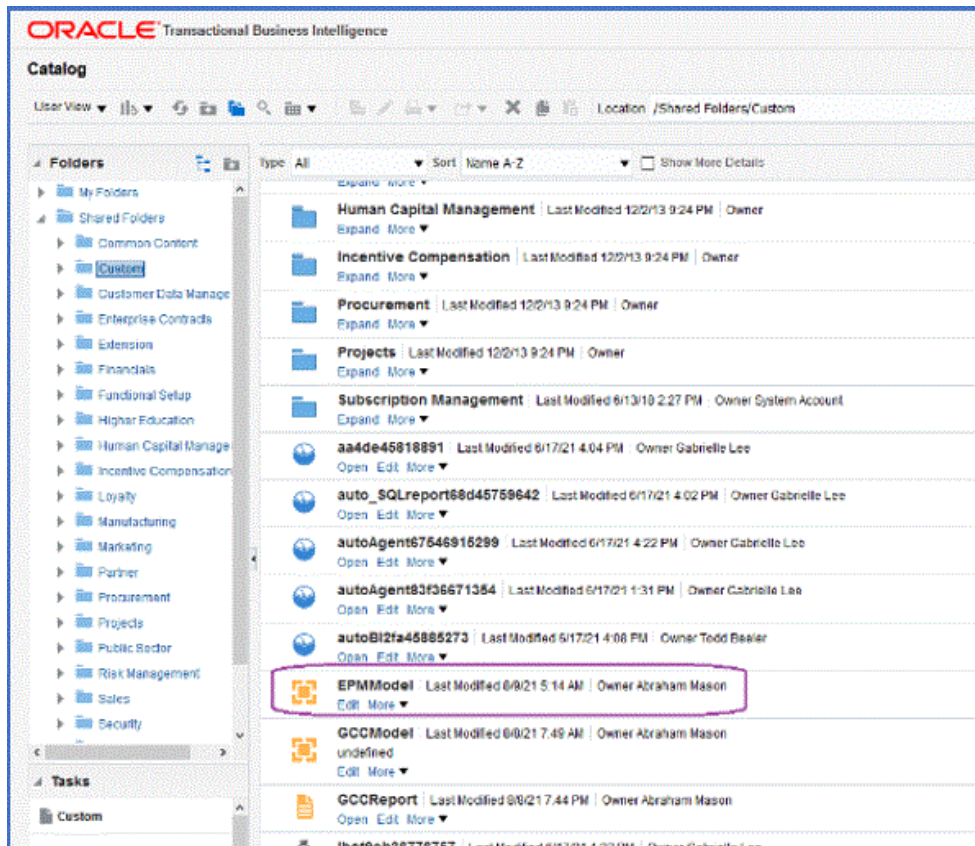 ORACLE Transactional Business Intelligence
Catalog
User View Location /Shared Folders/Custom
Folders
My Folders
Shared Folders
Common Content
Custom
Customer Data Manage
Enterprise Contracts
Extension
Financials
Functional Setup
Higher Education
Human Capital Manage
Incentive Compensation
Loyalty
Manufacturing
Marketing
Partner
Procurement
Projects
Public Sector
Risk Management
Sales
Security
Tasks
Custom
Type All Sort Name A-Z Show More Details
Expand More
Human Capital Management Last Modified 12/2/13 9:24 PM Owner
Expand More
Incentive Compensation Last Modified 12/2/13 9:24 PM Owner
Expand More
Procurement Last Modified 12/2/13 9:24 PM Owner
Expand More
Projects Last Modified 12/2/13 9:24 PM Owner
Expand More
Subscription Management Last Modified 6/13/18 2:27 PM Owner System Account
Expand More
aa4de45818891 Last Modified 6/17/21 4:04 PM Owner Gabrielle Lee
Open Edit More
auto_SQLreport68d45759642 Last Modified 6/17/21 4:02 PM Owner Gabrielle Lee
Open Edit More
autoAgent67546915299 Last Modified 6/17/21 4:22 PM Owner Gabrielle Lee
Open Edit More
autoAgent83f36671354 Last Modified 6/17/21 1:31 PM Owner Gabrielle Lee
Open Edit More
autoBI2fa45885273 Last Modified 6/17/21 4:08 PM Owner Todd Beeler
Open Edit More
EPMModel Last Modified 8/9/21 5:14 AM Owner Abraham Mason
Edit More
GCCModel Last Modified 8/8/21 7:49 AM Owner Abraham Mason
undefined
Edit More
GCCReport Last Modified 8/8/21 7:44 PM Owner Abraham Mason
Open Edit More